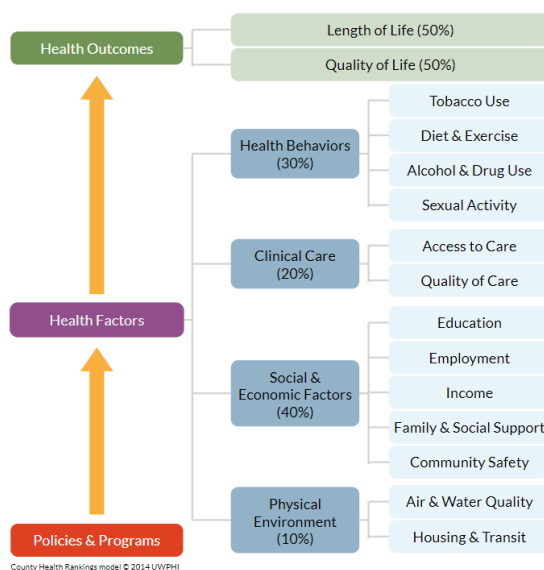 Health Outcomes
Length of Life (50%)
Quality of Life (50%)
Health Factors
Health Behaviors
(30%)
Tobacco Use
Diet & Exercise
Alcohol & Drug Use
Sexual Activity
Clinical Care
(20%)
Access to Care
Quality of Care
Social &
Economic Factors
(40%)
Education
Employment
Income
Family & Social Support
Community Safety
Physical
Environment
(10%)
Air & Water Quality
Housing & Transit
Policies & Programs
County Health Rankings model © 2014 UWPHI